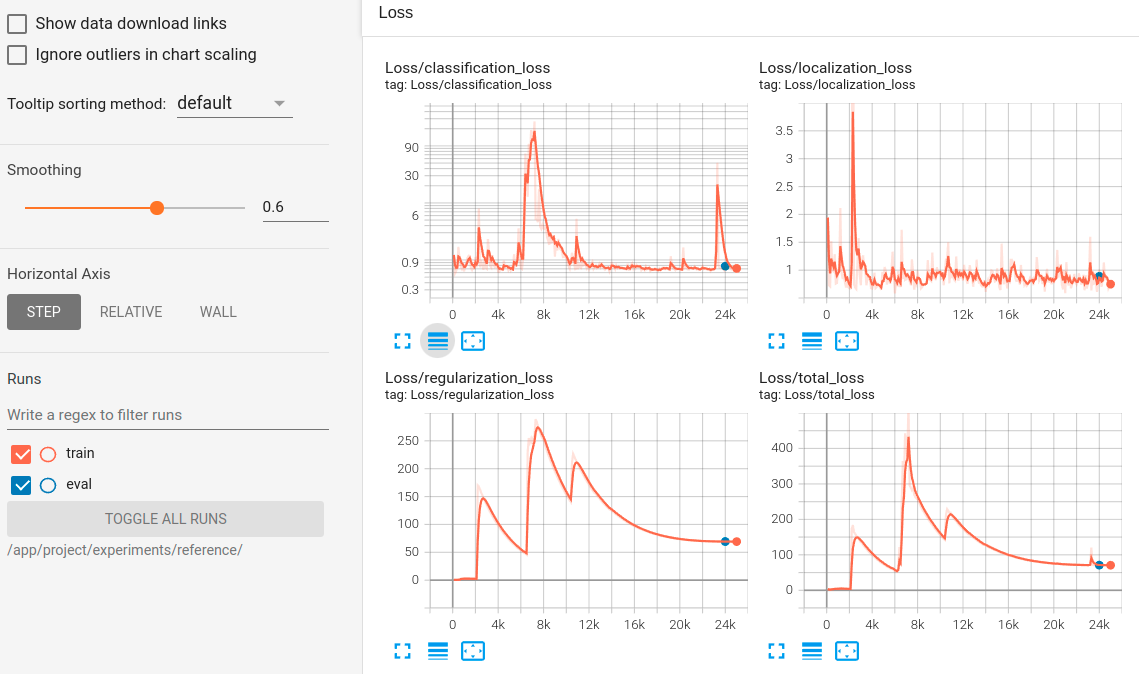 Show data download links
Ignore outliers in chart scaling
Tooltip sorting method: default
Smoothing
0.6
Horizontal Axis
STEP RELATIVE WALL
Runs
Write a regex to filter runs
train
eval
TOGGLE ALL RUNS
/app/project/experiments/reference/
Loss
Loss/classification_loss
tag: Loss/classification_loss
90
30
6
0.9
0.3
0 4k 8k 12k 16k 20k 24k
Loss/localization_loss
tag: Loss/localization_loss
3.5
3
2.5
2
1.5
1
0 4k 8k 12k 16k 20k 24k
Loss/regularization_loss
tag: Loss/regularization_loss
250
200
150
100
50
0
0 4k 8k 12k 16k 20k 24k
Loss/total_loss
tag: Loss/total_loss
400
300
200
100
0
0 4k 8k 12k 16k 20k 24k